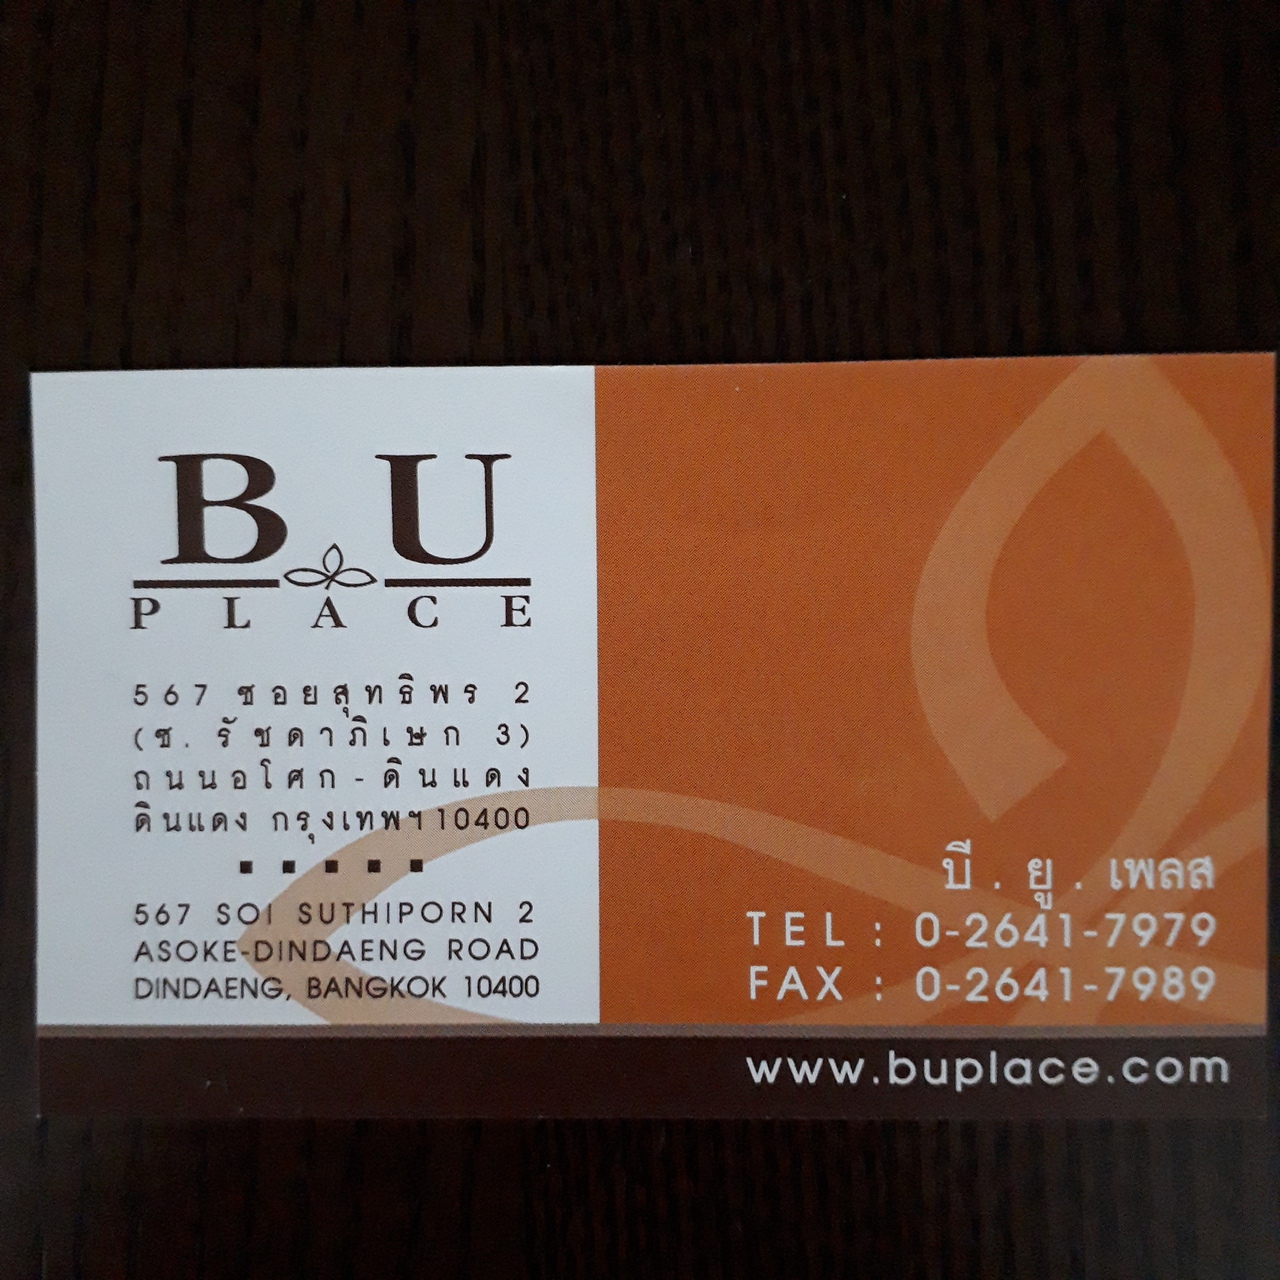 B U
PLACE
567 ซอยสุทธิพร 2
(ซ. รัชดาภิเษก 3)
ถนนอโศก-ดินแดง
ดินแดง กรุงเทพฯ 10400
567 SOI SUTHIPORN 2
ASOKE-DINDAENG ROAD
DINDAENG, BANGKOK 10400
บี . ยู . เพลส
TEL : 0-2641-7979
FAX : 0-2641-7989
www.buplace.com